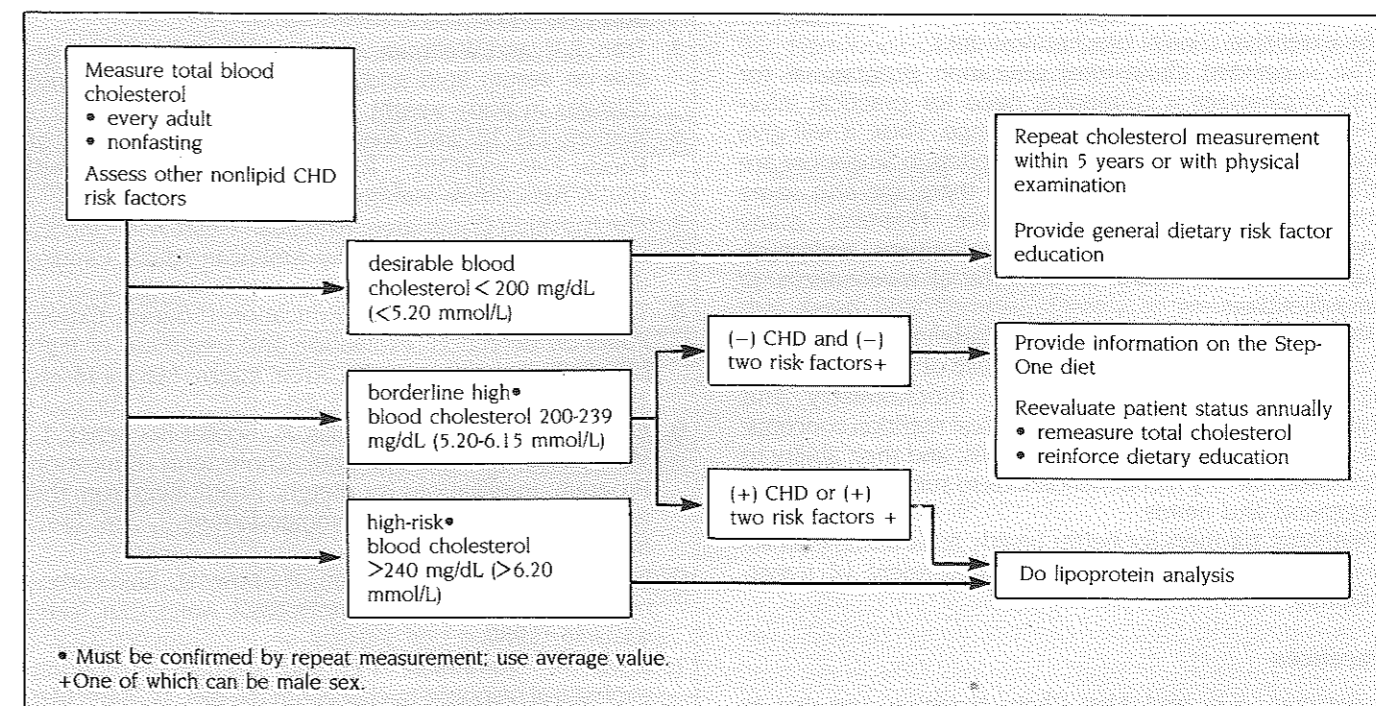 Measure total blood
cholesterol
• every adult
• nonfasting
Assess other nonlipid CHD
risk factors
desirable blood
cholesterol < 200 mg/dL
(<5.20 mmol/L)
borderline high•
blood cholesterol 200-239
mg/dL (5.20-6.15 mmol/L)
high-risk•
blood cholesterol
>240 mg/dL (>6.20
mmol/L)
(−) CHD and (−)
two risk factors+
(+) CHD or (+)
two risk factors +
Repeat cholesterol measurement
within 5 years or with physical
examination
Provide general dietary risk factor
education
Provide information on the Step-
One diet
Reevaluate patient status annually
• remeasure total cholesterol
• reinforce dietary education
Do lipoprotein analysis
• Must be confirmed by repeat measurement; use average value.
+One of which can be male sex.